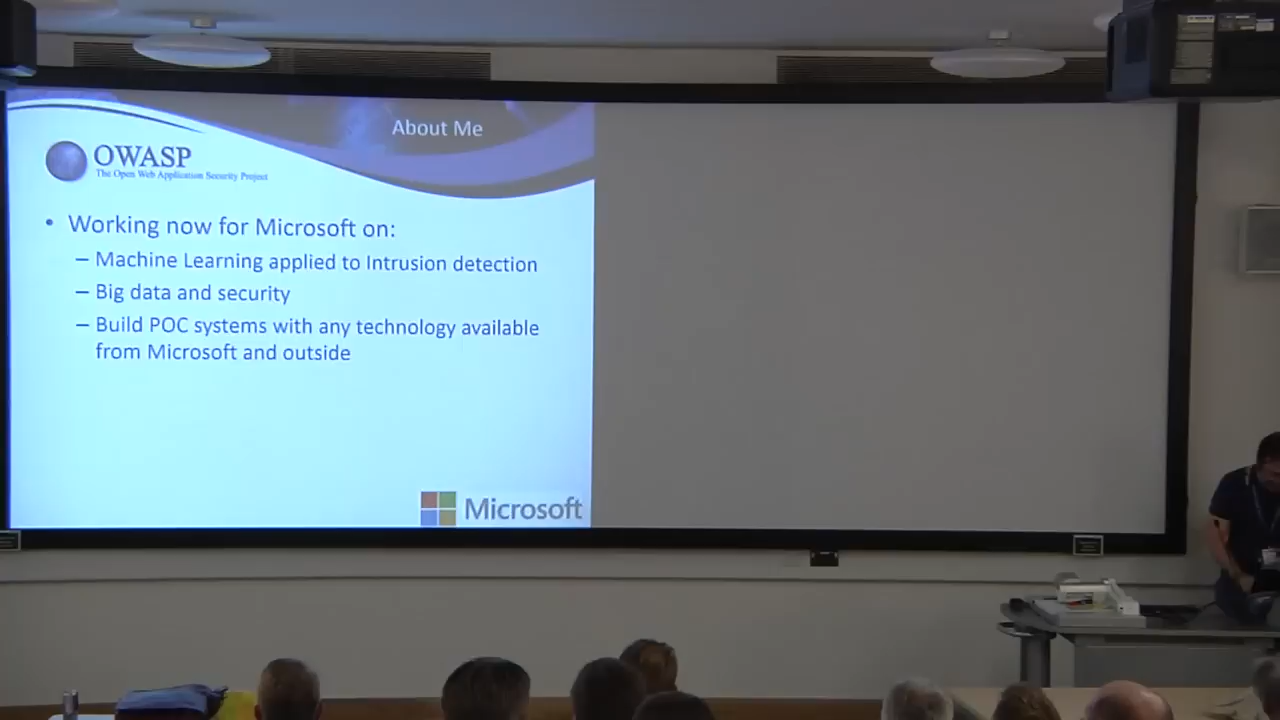 About Me
OWASP
The Open Web Application Security Project
• Working now for Microsoft on:
– Machine Learning applied to Intrusion detection
– Big data and security
– Build POC systems with any technology available
from Microsoft and outside
Microsoft